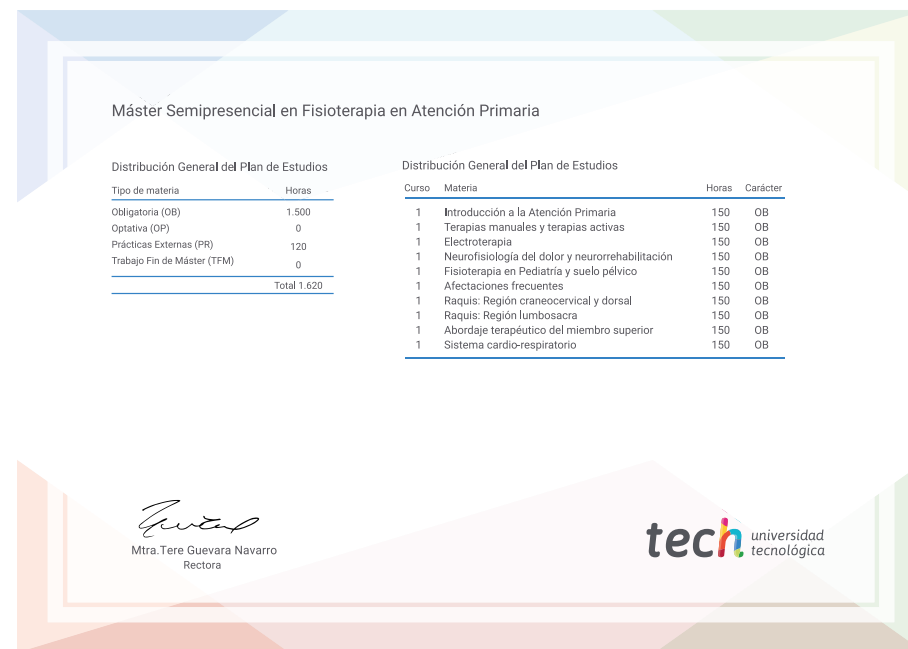 Máster Semipresencial en Fisioterapia en Atención Primaria
Distribución General del Plan de Estudios
Tipo de materia Horas
Obligatoria (OB) 1.500
Optativa (OP) 0
Prácticas Externas (PR) 120
Trabajo Fin de Máster (TFM) 0
Total 1.620
Distribución General del Plan de Estudios
Curso Materia Horas Carácter
1 Introducción a la Atención Primaria 150 OB
1 Terapias manuales y terapias activas 150 OB
1 Electroterapia 150 OB
1 Neurofisiología del dolor y neurorrehabilitación 150 OB
1 Fisioterapia en Pediatría y suelo pélvico 150 OB
1 Afectaciones frecuentes 150 OB
1 Raquis: Región craneocervical y dorsal 150 OB
1 Raquis: Región lumbosacra 150 OB
1 Abordaje terapéutico del miembro superior 150 OB
1 Sistema cardio-respiratorio 150 OB
Mtra.Tere Guevara Navarro
Rectora
tech universidad
tecnológica